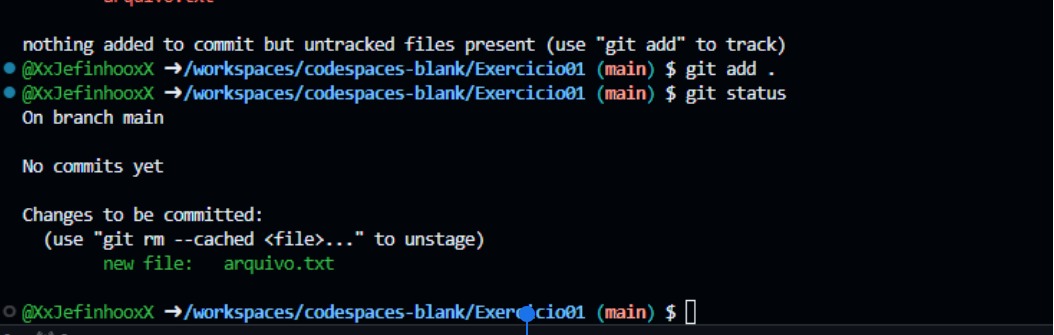 arquivo.txt
nothing added to commit but untracked files present (use "git add" to track)
@XxJefinhooxX ➜/workspaces/codespaces-blank/Exercicio01 (main) $ git add .
@XxJefinhooxX ➜/workspaces/codespaces-blank/Exercicio01 (main) $ git status
On branch main
No commits yet
Changes to be committed:
(use "git rm --cached <file>..." to unstage)
new file: arquivo.txt
@XxJefinhooxX ➜/workspaces/codespaces-blank/Exercicio01 (main) $